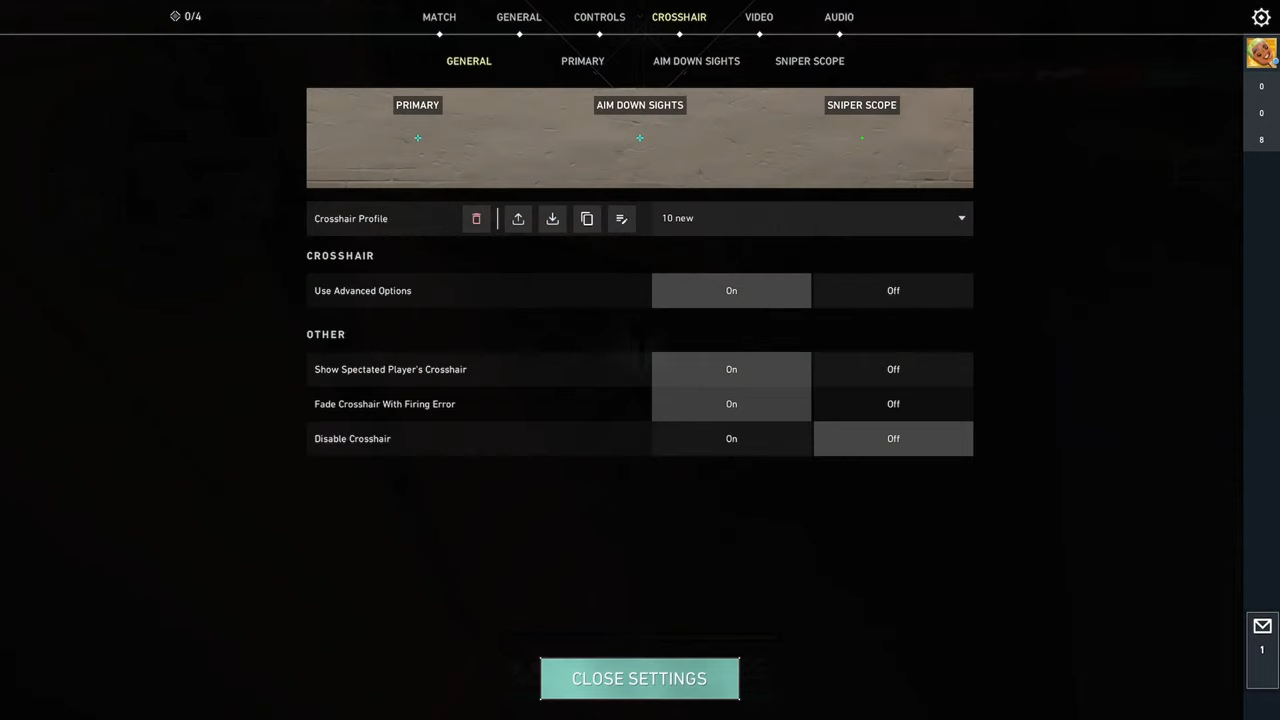 0/4
MATCH GENERAL CONTROLS CROSSHAIR VIDEO AUDIO
GENERAL PRIMARY AIM DOWN SIGHTS SNIPER SCOPE
PRIMARY AIM DOWN SIGHTS SNIPER SCOPE
0
0
8
Crosshair Profile 10 new
CROSSHAIR
Use Advanced Options On Off
OTHER
Show Spectated Player's Crosshair On Off
Fade Crosshair With Firing Error On Off
Disable Crosshair On Off
1
CLOSE SETTINGS